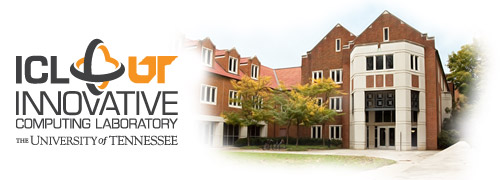 ICL UT
INNOVATIVE
COMPUTING LABORATORY
THE UNIVERSITY of TENNESSEE